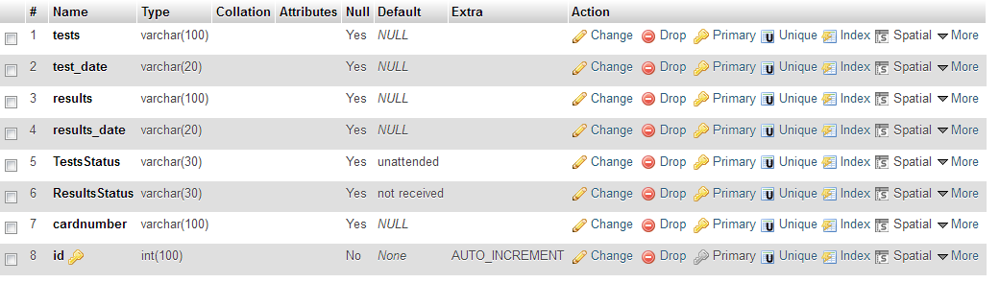 # Name Type Collation Attributes Null Default Extra Action
1 tests varchar(100) Yes NULL Change Drop Primary Unique Index Spatial More
2 test_date varchar(20) Yes NULL Change Drop Primary Unique Index Spatial More
3 results varchar(100) Yes NULL Change Drop Primary Unique Index Spatial More
4 results_date varchar(20) Yes NULL Change Drop Primary Unique Index Spatial More
5 TestsStatus varchar(30) Yes unattended Change Drop Primary Unique Index Spatial More
6 ResultsStatus varchar(30) Yes not received Change Drop Primary Unique Index Spatial More
7 cardnumber varchar(100) Yes NULL Change Drop Primary Unique Index Spatial More
8 id int(100) No None AUTO_INCREMENT Change Drop Primary Unique Index Spatial More